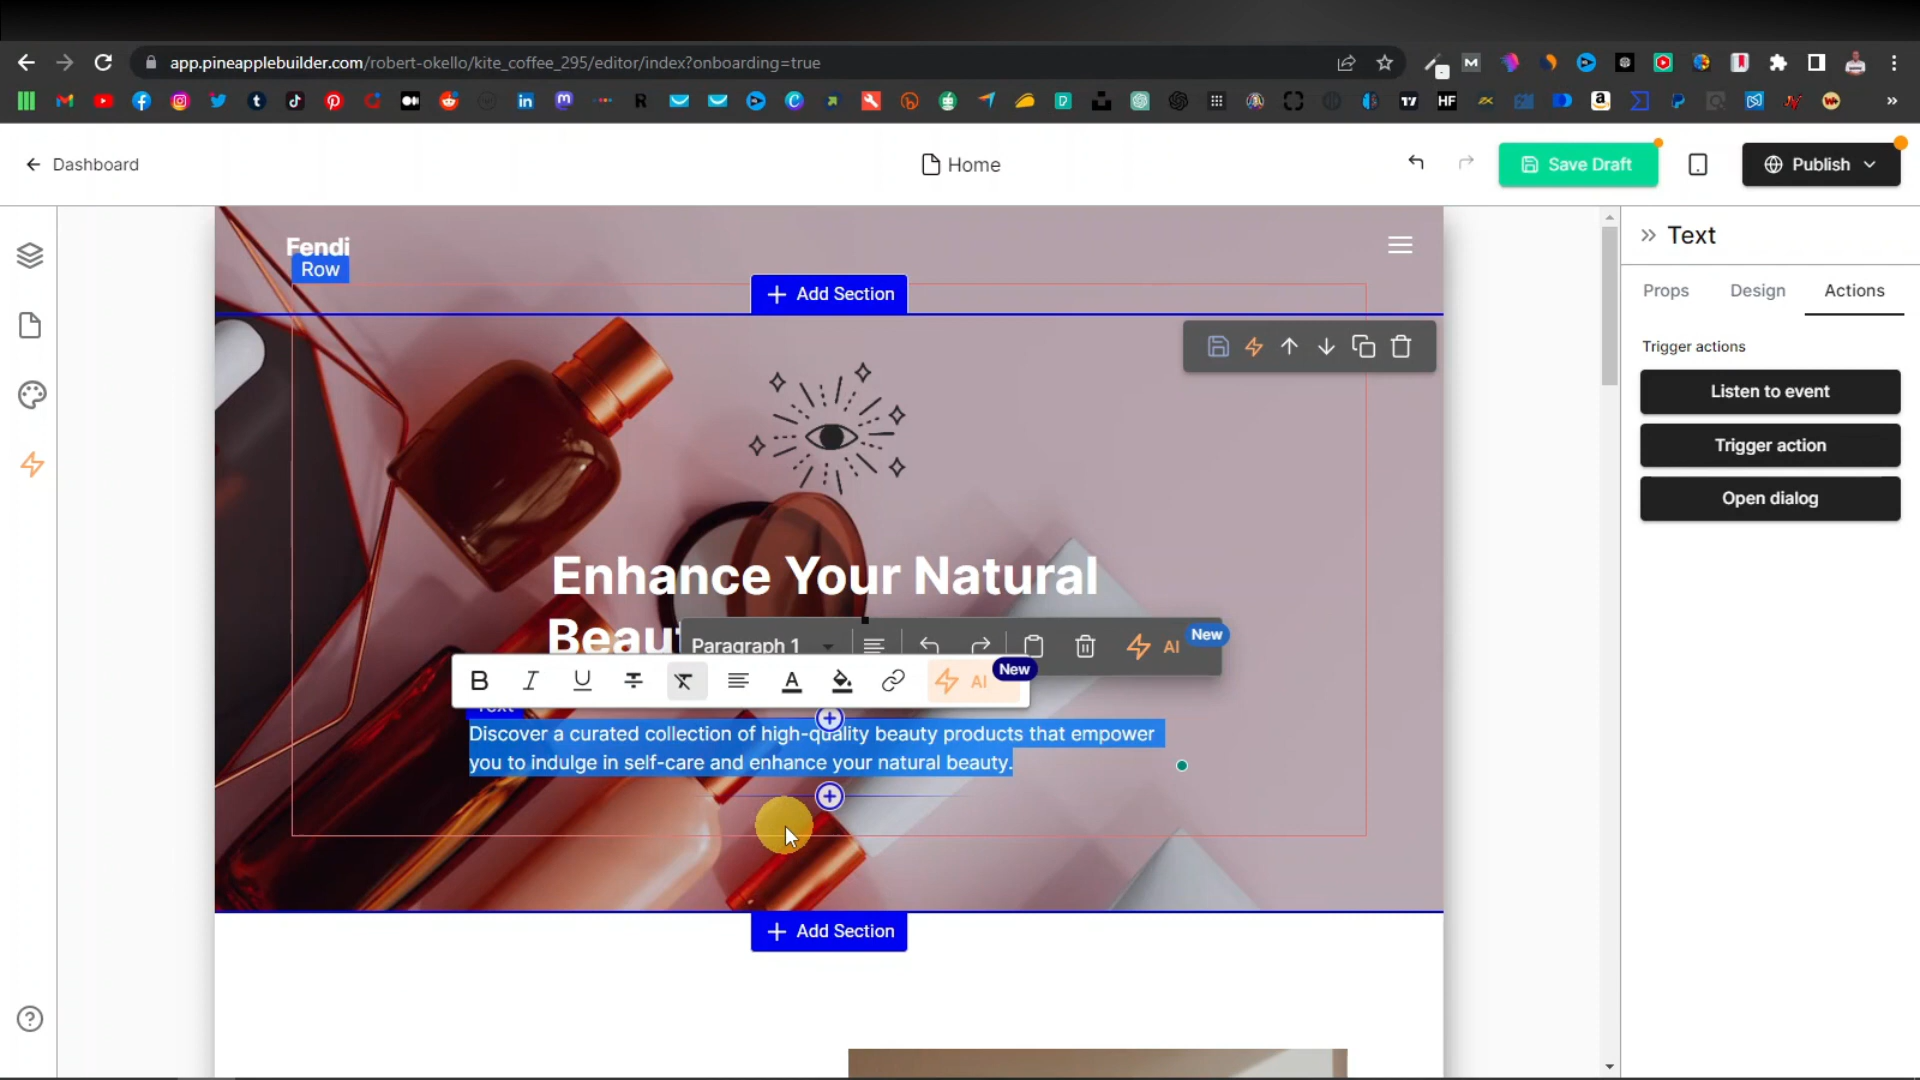 app.pineapplebuilder.com/robert-okello/kite_coffee_295/editor/index?onboarding=true
Dashboard
Home
Save Draft
Publish
Fendi
Row
Add Section
Enhance Your Natural
Paragraph 1
AI
New
B
I
U
A
AI
New
Discover a curated collection of high-quality beauty products that empower
you to indulge in self-care and enhance your natural beauty.
Add Section
Text
Props
Design
Actions
Trigger actions
Listen to event
Trigger action
Open dialog